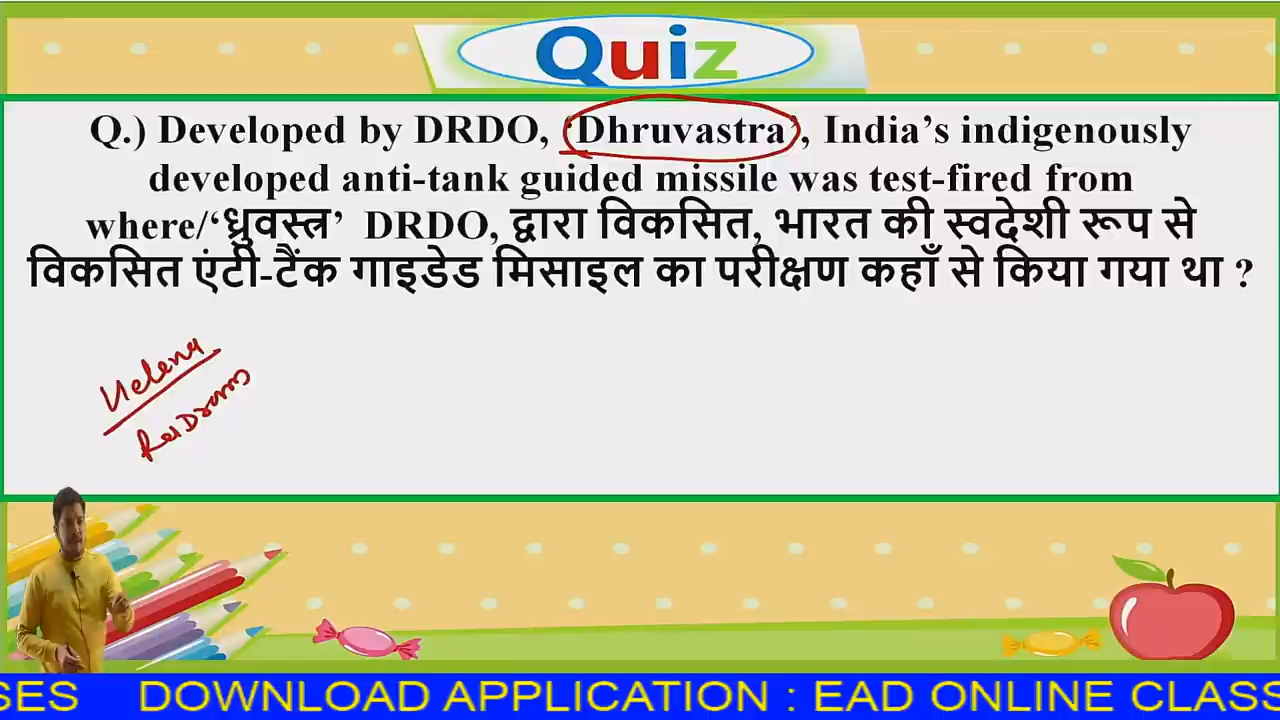 Quiz
Q.) Developed by DRDO, ‘Dhruvastra’, India’s indigenously
developed anti-tank guided missile was test-fired from
where/‘ध्रुवस्त्र’ DRDO, द्वारा विकसित, भारत की स्वदेशी रूप से
विकसित एंटी-टैंक गाइडेड मिसाइल का परीक्षण कहाँ से किया गया था ?
Helena
SES DOWNLOAD APPLICATION : EAD ONLINE CLASS